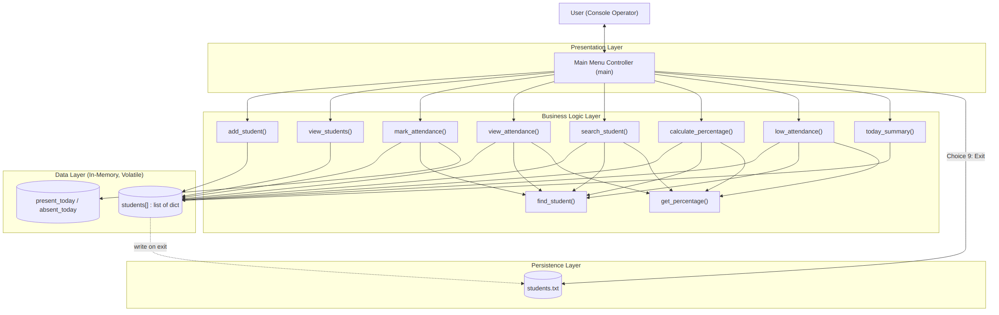 User (Console Operator)
Presentation Layer
Main Menu Controller
(main)
Business Logic Layer
add_student()
view_students()
mark_attendance()
view_attendance()
search_student()
calculate_percentage()
low_attendance()
today_summary()
Choice 9: Exit
Data Layer (In-Memory, Volatile)
present_today /
absent_today
students[] : list of dict
find_student()
get_percentage()
write on exit
Persistence Layer
students.txt